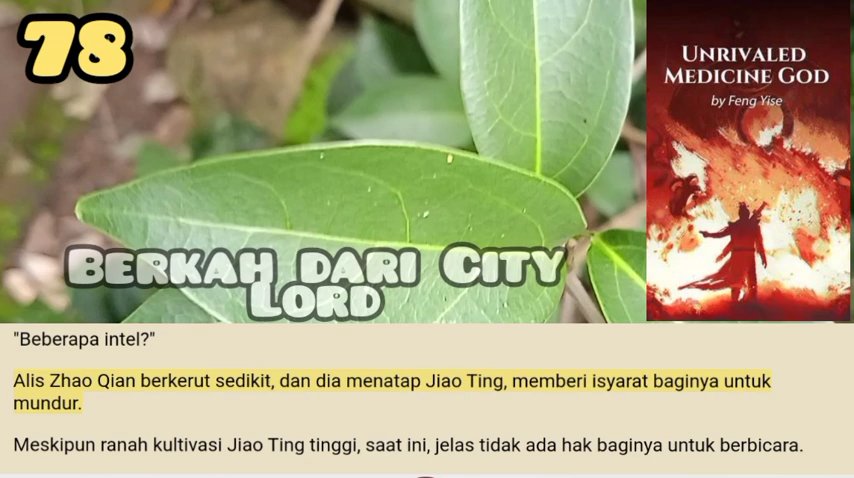 78
UNRIVALED
MEDICINE GOD
by Feng Yise
BERKAH DARI CITY
LORD
"Beberapa intel?"
Alis Zhao Qian berkerut sedikit, dan dia menatap Jiao Ting, memberi isyarat baginya untuk
mundur.
Meskipun ranah kultivasi Jiao Ting tinggi, saat ini, jelas tidak ada hak baginya untuk berbicara.